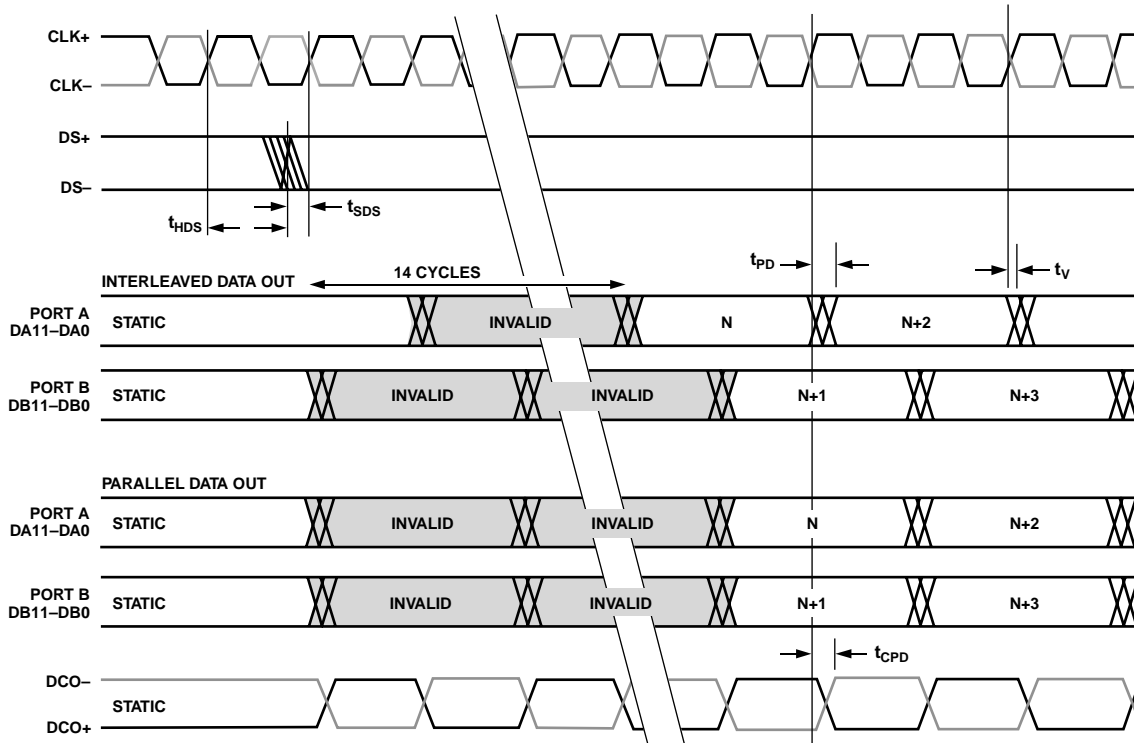 CLK+
CLK–
DS+
DS–
tHDS
tSDS
tPD
tV
INTERLEAVED DATA OUT
14 CYCLES
PORT A
DA11–DA0
STATIC
INVALID
N
N+2
PORT B
DB11–DB0
STATIC
INVALID
INVALID
N+1
N+3
PARALLEL DATA OUT
PORT A
DA11–DA0
STATIC
INVALID
INVALID
N
N+2
PORT B
DB11–DB0
STATIC
INVALID
INVALID
N+1
N+3
tCPD
DCO–
STATIC
DCO+